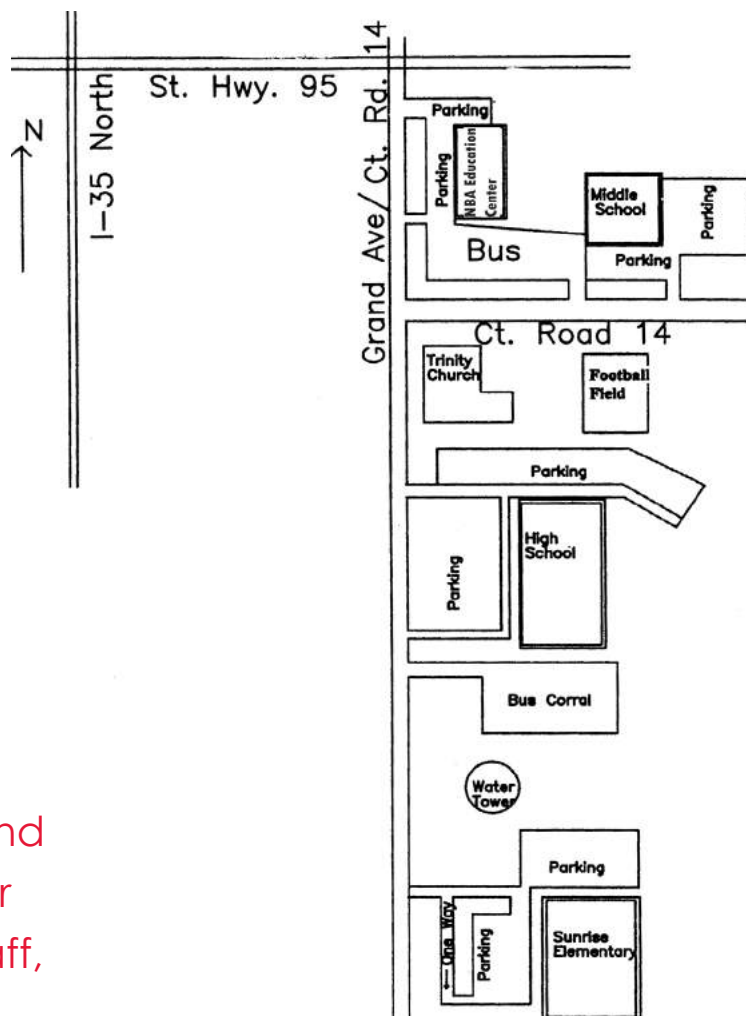 St. Hwy. 95
N
I-35 North
Grand Ave/ Ct. Rd. 14
Parking
Parking
NBA Education
Center
Middle
School
Parking
Parking
Bus
Ct. Road 14
Trinity
Church
Football
Field
Parking
High
School
Parking
Bus Corral
Water
Tower
Parking
← One Way
Parking
Sunrise
Elementary
nd
r
aff,